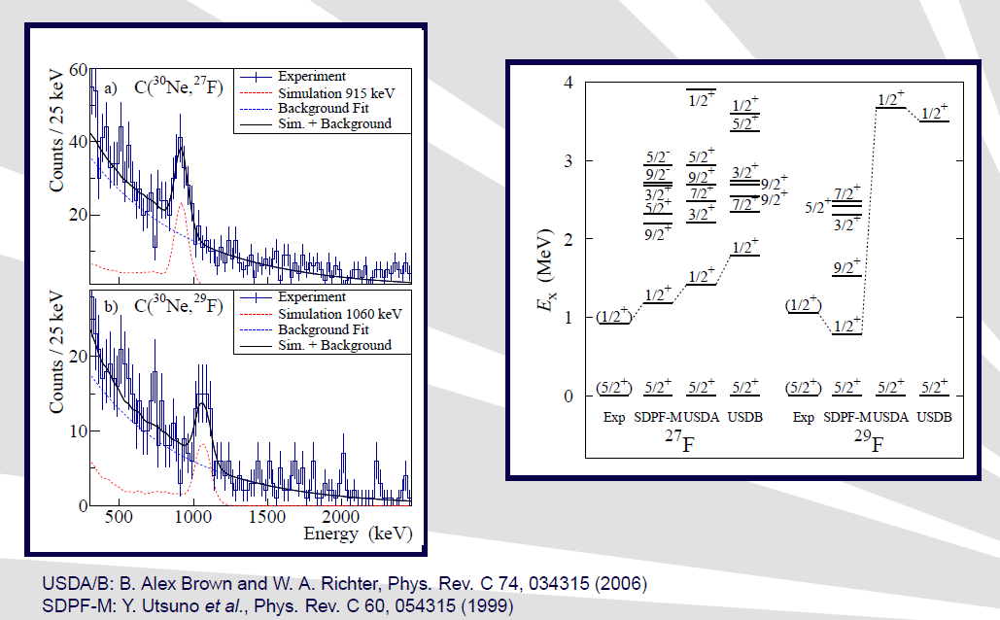 a) C(³⁰Ne,²⁷F)
Experiment
Simulation 915 keV
Background Fit
Sim. + Background
Counts / 25 keV
60
40
20
b) C(³⁰Ne,²⁹F)
Experiment
Simulation 1060 keV
Background Fit
Sim. + Background
Counts / 25 keV
20
10
0
500 1000 1500 2000
Energy (keV)
Eₓ (MeV)
4
3
2
1
0
(1/2⁺)
(5/2⁺)
Exp
5/2⁻
9/2⁻
3/2⁺
5/2⁺
9/2⁺
1/2⁺
5/2⁺
SDPF-M
1/2⁺
5/2⁺
9/2⁺
7/2⁺
3/2⁺
1/2⁺
5/2⁺
USDA
1/2⁺
5/2⁺
3/2⁺
9/2⁺
9/2⁺
7/2⁺
1/2⁺
5/2⁺
USDB
²⁷F
(1/2⁺)
(5/2⁺)
Exp
7/2⁺
5/2⁺
3/2⁺
9/2⁺
1/2⁺
5/2⁺
SDPF-M
1/2⁺
5/2⁺
USDA
1/2⁺
5/2⁺
USDB
²⁹F
USDA/B: B. Alex Brown and W. A. Richter, Phys. Rev. C 74, 034315 (2006)
SDPF-M: Y. Utsuno et al., Phys. Rev. C 60, 054315 (1999)